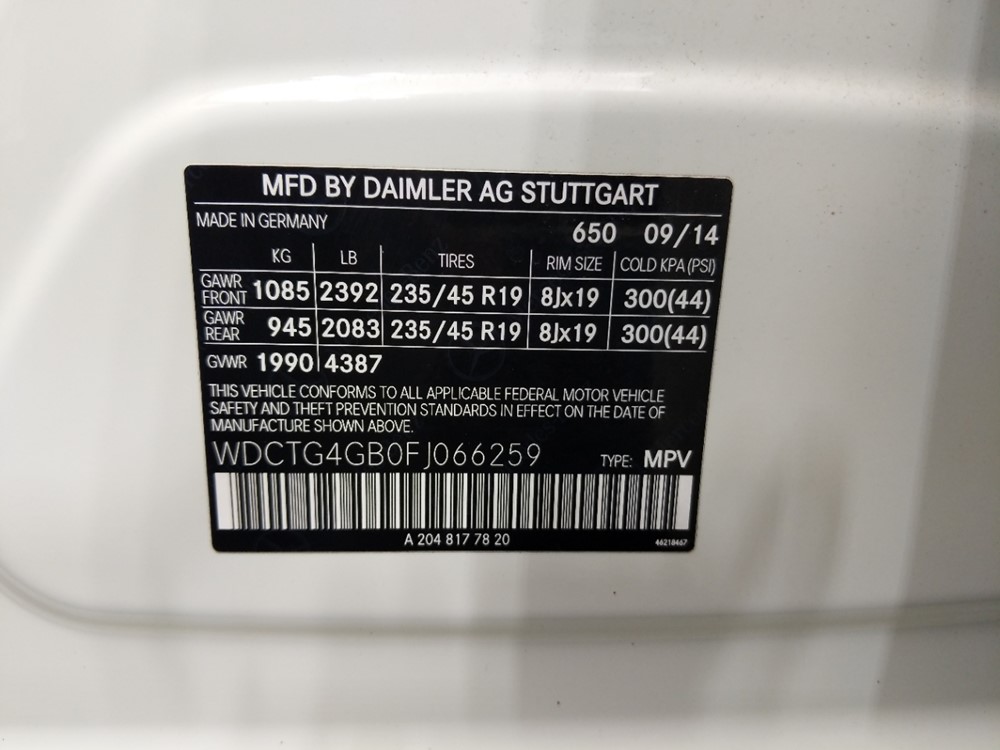 MFD BY DAIMLER AG STUTTGART
MADE IN GERMANY
650 09/14
KG LB TIRES RIM SIZE COLD KPA (PSI)
GAWR FRONT 1085 2392 235/45 R19 8Jx19 300(44)
GAWR REAR 945 2083 235/45 R19 8Jx19 300(44)
GVWR 1990 4387
THIS VEHICLE CONFORMS TO ALL APPLICABLE FEDERAL MOTOR VEHICLE
SAFETY AND THEFT PREVENTION STANDARDS IN EFFECT ON THE DATE OF
MANUFACTURE SHOWN ABOVE.
WDCTG4GB0FJ066259 TYPE: MPV
A 204 817 78 20
46218467